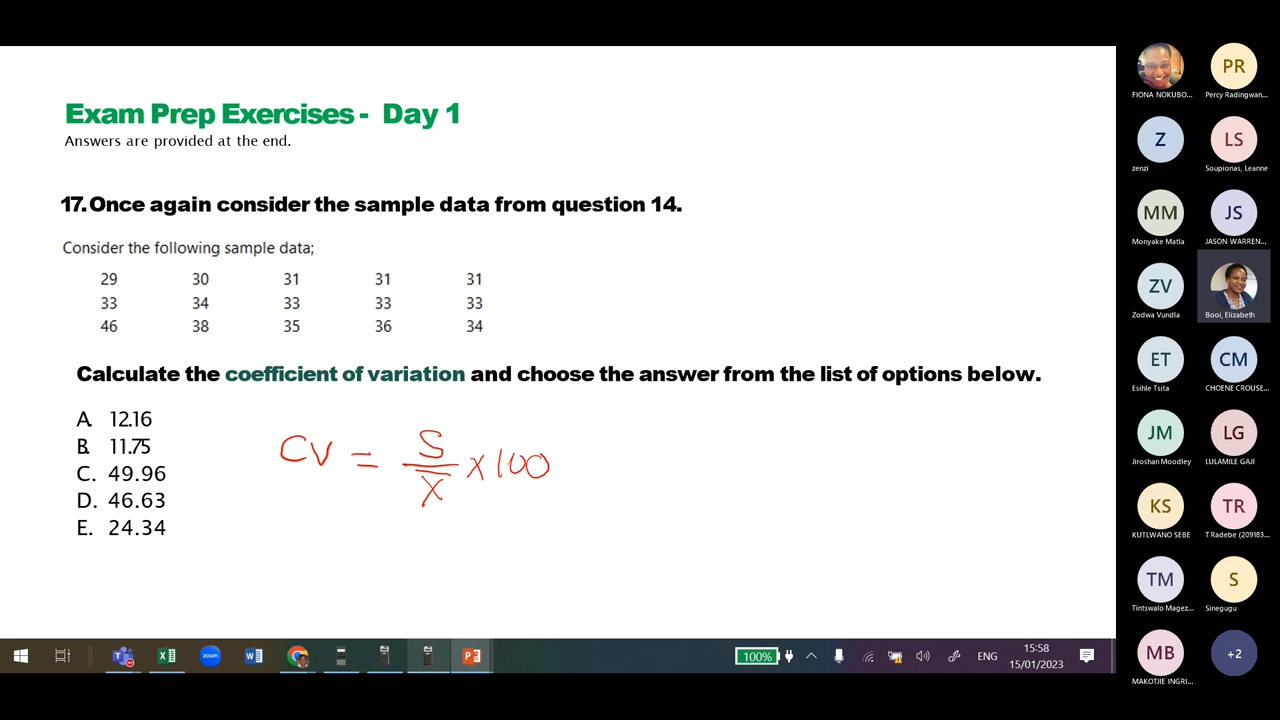 Exam Prep Exercises - Day 1
Answers are provided at the end.
17. Once again consider the sample data from question 14.
Consider the following sample data;
29 30 31 31 31
33 34 33 33 33
46 38 35 36 34
Calculate the coefficient of variation and choose the answer from the list of options below.
A. 12.16
B. 11.75
C. 49.96
D. 46.63
E. 24.34
CV = S/X̄ × 100
FIONA NOKUBO...
PR
Percy Radingwan...
Z
zenzi
LS
Soupionas, Leanne
MM
Monyake Matla
JS
JASON WARREN...
ZV
Zodwa Vundla
Booi, Elizabeth
ET
Esihle Tsita
CM
CHOENE CROUSE...
JM
Jiroshan Moodley
LG
LULAMILE GAJI
KS
KUTLWANO SEBE
TR
T Radebe (209183...
TM
Tintswalo Magez...
S
Sinegugu
MB
MAKOTJIE INGRI...
+2
zoom
100%
ENG
15:58
15/01/2023